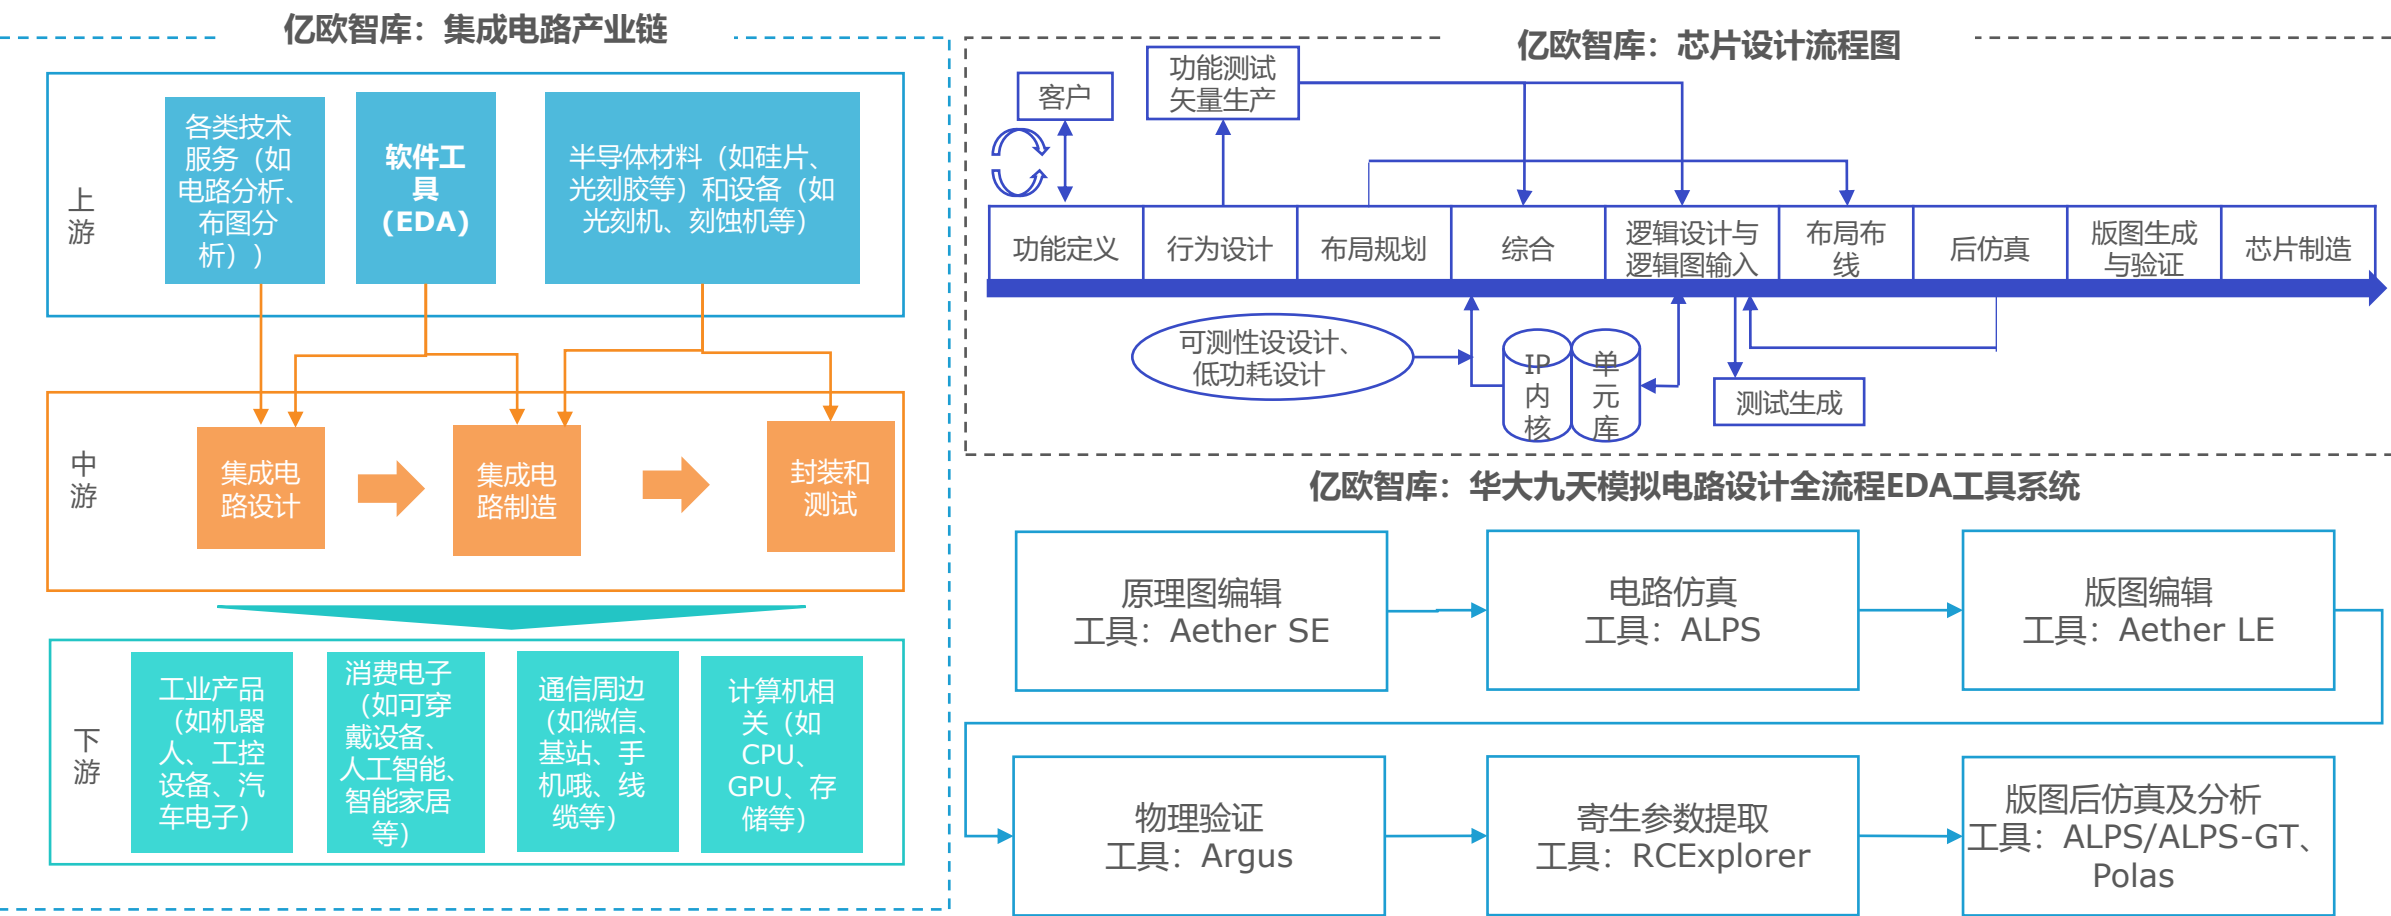 亿欧智库：集成电路产业链
上
游
各类技术
服务（如
电路分析、
布图分
析））
软件工
具
(EDA)
半导体材料（如硅片、
光刻胶等）和设备（如
光刻机、刻蚀机等）
中
游
集成电
路设计
集成电
路制造
封装和
测试
下
游
工业产品
（如机器
人、工控
设备、汽
车电子）
消费电子
（如可穿
戴设备、
人工智能、
智能家居
等）
通信周边
（如微信、
基站、手
机哦、线
缆等）
计算机相
关（如
CPU、
GPU、存
储等）
亿欧智库：芯片设计流程图
客户
功能测试
矢量生产
功能定义
行为设计
布局规划
综合
逻辑设计与
逻辑图输入
布局布
线
后仿真
版图生成
与验证
芯片制造
可测性设设计、
低功耗设计
IP
内
核
单
元
库
测试生成
亿欧智库：华大九天模拟电路设计全流程EDA工具系统
原理图编辑
工具：Aether SE
电路仿真
工具：ALPS
版图编辑
工具：Aether LE
物理验证
工具：Argus
寄生参数提取
工具：RCExplorer
版图后仿真及分析
工具：ALPS/ALPS-GT、
Polas